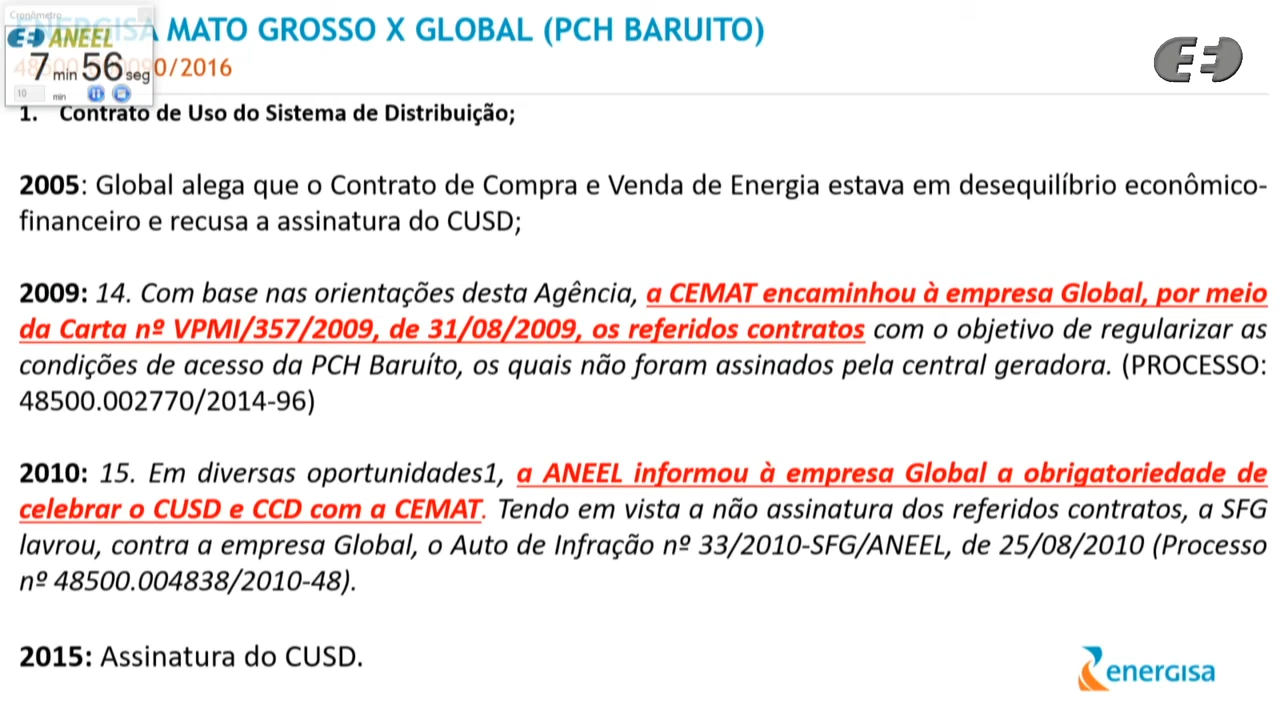 Cronômetro
ENERGISA MATO GROSSO X GLOBAL (PCH BARUITO)
ANEEL
7 min 56 seg
0/2016
10 min
1. Contrato de Uso do Sistema de Distribuição;
2005: Global alega que o Contrato de Compra e Venda de Energia estava em desequilíbrio econômico-
financeiro e recusa a assinatura do CUSD;
2009: 14. Com base nas orientações desta Agência, a CEMAT encaminhou à empresa Global, por meio
da Carta nº VPMI/357/2009, de 31/08/2009, os referidos contratos com o objetivo de regularizar as
condições de acesso da PCH Baruíto, os quais não foram assinados pela central geradora. (PROCESSO:
48500.002770/2014-96)
2010: 15. Em diversas oportunidades1, a ANEEL informou à empresa Global a obrigatoriedade de
celebrar o CUSD e CCD com a CEMAT. Tendo em vista a não assinatura dos referidos contratos, a SFG
lavrou, contra a empresa Global, o Auto de Infração nº 33/2010-SFG/ANEEL, de 25/08/2010 (Processo
nº 48500.004838/2010-48).
2015: Assinatura do CUSD.
energisa